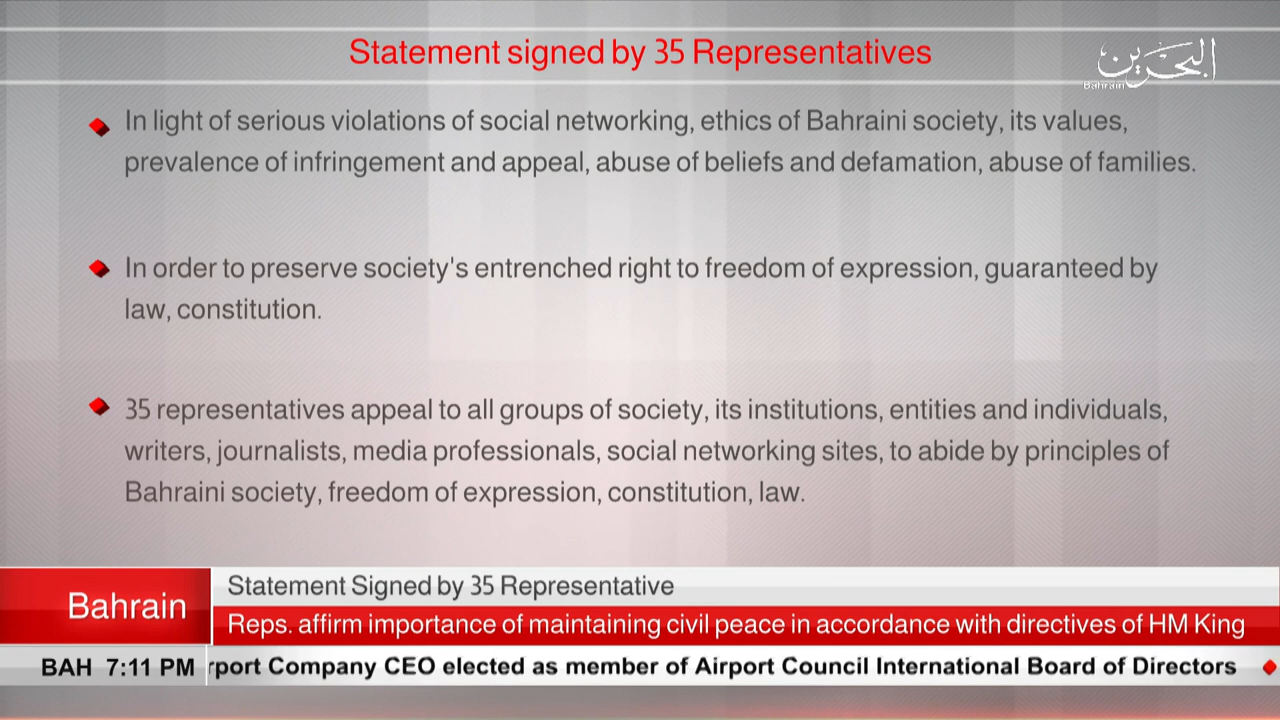 Statement signed by 35 Representatives
البحرين
Bahrain
In light of serious violations of social networking, ethics of Bahraini society, its values,
prevalence of infringement and appeal, abuse of beliefs and defamation, abuse of families.
In order to preserve society's entrenched right to freedom of expression, guaranteed by
law, constitution.
35 representatives appeal to all groups of society, its institutions, entities and individuals,
writers, journalists, media professionals, social networking sites, to abide by principles of
Bahraini society, freedom of expression, constitution, law.
Statement Signed by 35 Representative
Bahrain
Reps. affirm importance of maintaining civil peace in accordance with directives of HM King
BAH 7:11 PM rport Company CEO elected as member of Airport Council International Board of Directors